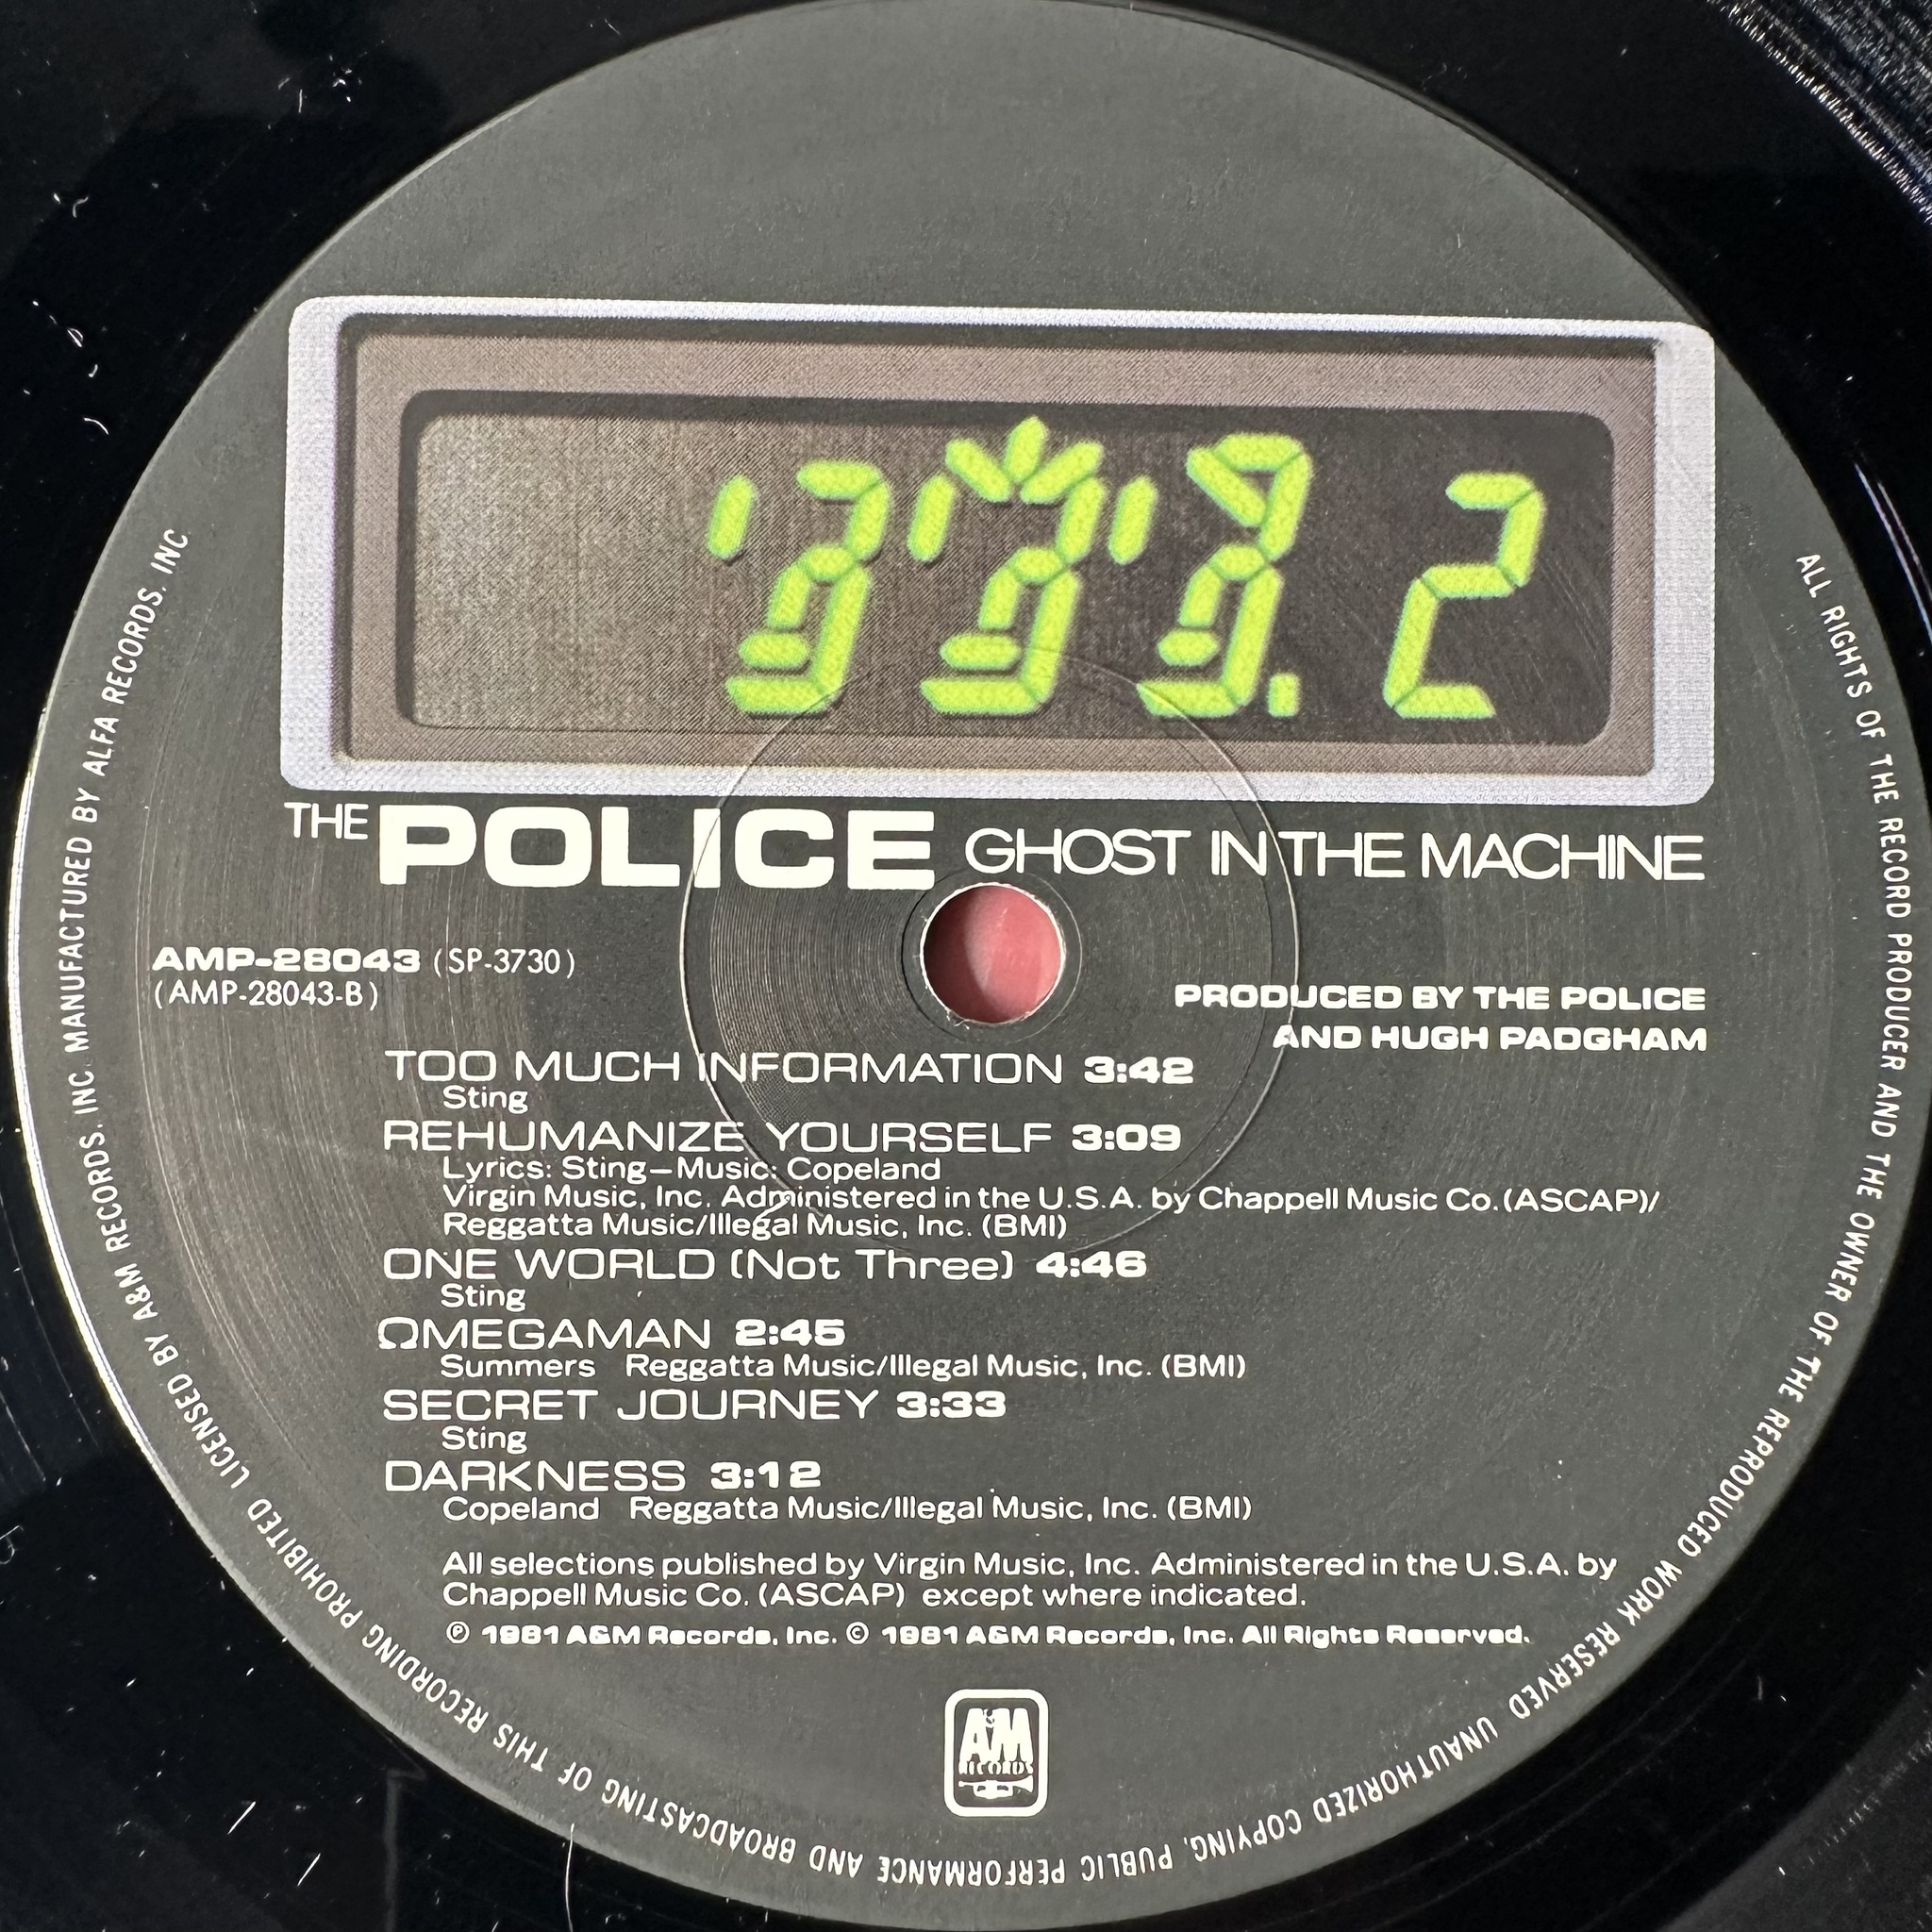 2
THE POLICE GHOST IN THE MACHINE
AMP-28043 (SP-3730)
(AMP-28043-B)
PRODUCED BY THE POLICE
AND HUGH PADGHAM
TOO MUCH INFORMATION 3:42
Sting
REHUMANIZE YOURSELF 3:09
Lyrics: Sting–Music: Copeland
Virgin Music, Inc. Administered in the U.S.A. by Chappell Music Co.(ASCAP)/
Reggatta Music/Illegal Music, Inc. (BMI)
ONE WORLD (Not Three) 4:46
Sting
ΩMEGAMAN 2:45
Summers Reggatta Music/Illegal Music, Inc. (BMI)
SECRET JOURNEY 3:33
Sting
DARKNESS 3:12
Copeland Reggatta Music/Illegal Music, Inc. (BMI)
All selections published by Virgin Music, Inc. Administered in the U.S.A. by
Chappell Music Co. (ASCAP) except where indicated.
℗ 1981 A&M Records, Inc. © 1981 A&M Records, Inc. All Rights Reserved.
A&M
RECORDS
ALL RIGHTS OF THE RECORD PRODUCER AND THE OWNER OF THE REPRODUCED WORK RESERVED UNAUTHORIZED COPYING, PUBLIC PERFORMANCE AND BROADCASTING OF THIS RECORDING PROHIBITED LICENSED BY A&M RECORDS, INC. MANUFACTURED BY ALFA RECORDS, INC